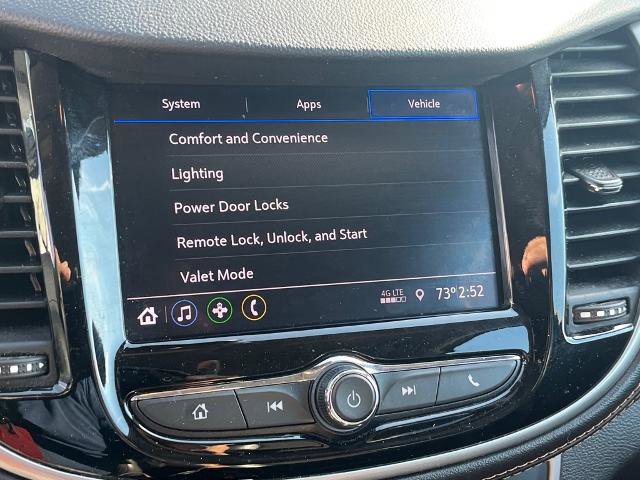 System Apps Vehicle
Comfort and Convenience
Lighting
Power Door Locks
Remote Lock, Unlock, and Start
Valet Mode
4G LTE
73° 2:52